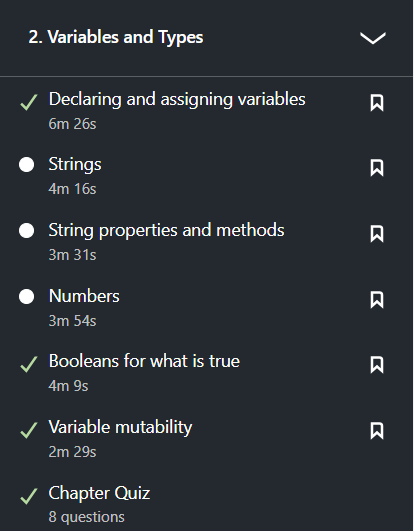 2. Variables and Types
Declaring and assigning variables
6m 26s
Strings
4m 16s
String properties and methods
3m 31s
Numbers
3m 54s
Booleans for what is true
4m 9s
Variable mutability
2m 29s
Chapter Quiz
8 questions